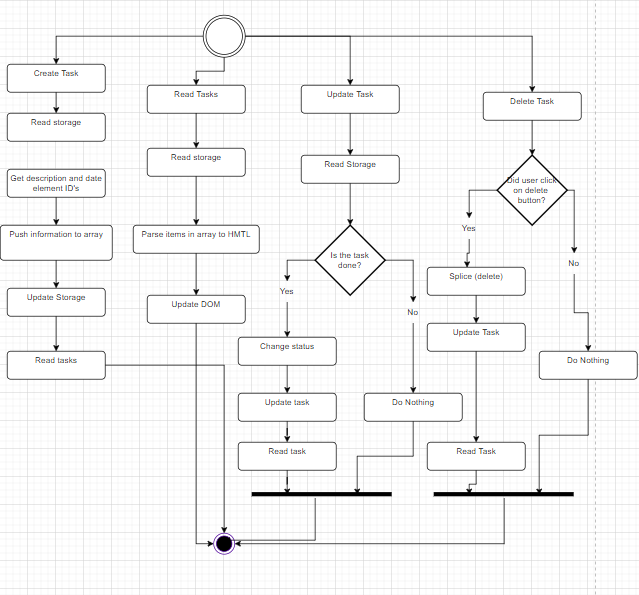 Create Task
Read storage
Get description and date
element ID's
Push information to array
Update Storage
Read tasks
Read Tasks
Read storage
Parse items in array to HMTL
Update DOM
Update Task
Read Storage
Is the task
done?
Yes
No
Change status
Update task
Read task
Do Nothing
Delete Task
Did user click
on delete
button?
Yes
No
Splice (delete)
Update Task
Read Task
Do Nothing